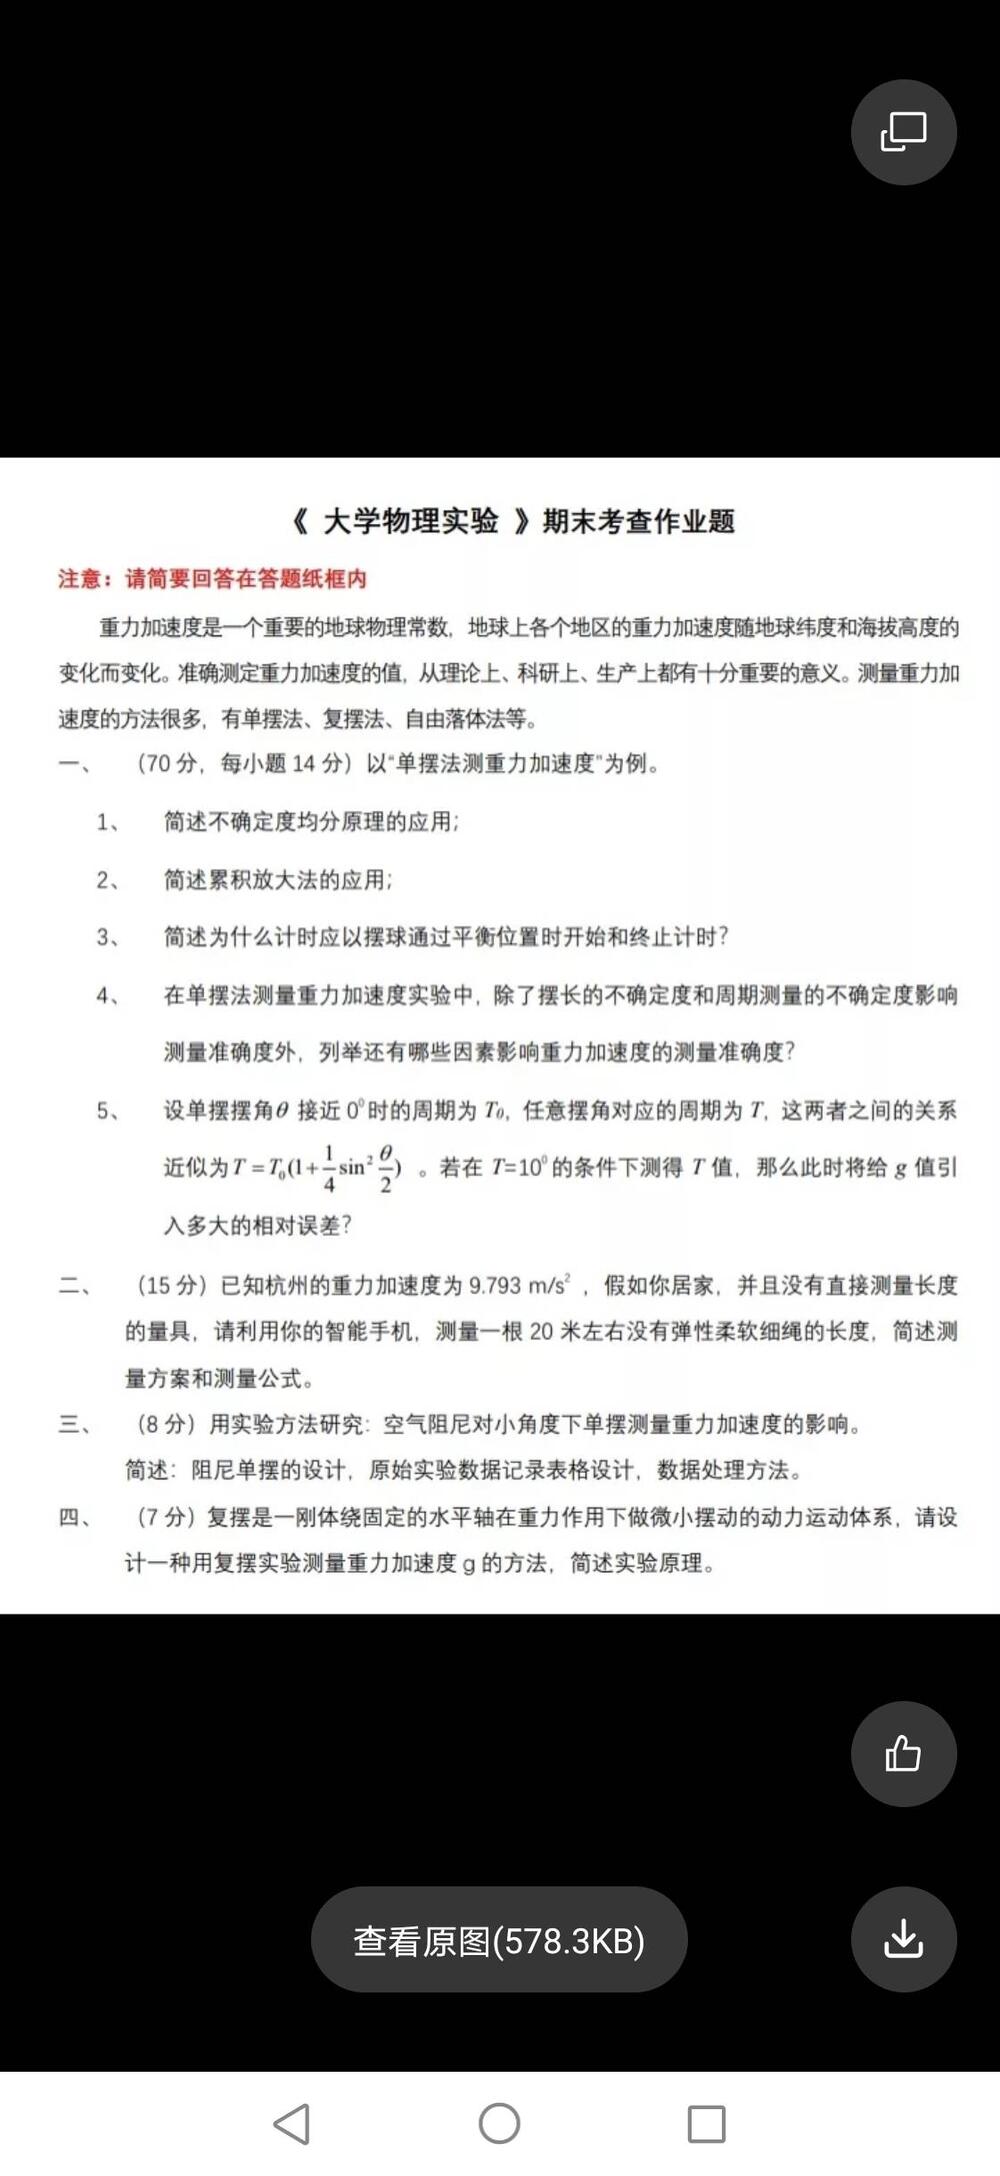 《 大学物理实验 》期末考查作业题
注意：请简要回答在答题纸框内
重力加速度是一个重要的地球物理常数，地球上各个地区的重力加速度随地球纬度和海拔高度的
变化而变化。准确测定重力加速度的值，从理论上、科研上、生产上都有十分重要的意义。测量重力加
速度的方法很多，有单摆法、复摆法、自由落体法等。
一、 （70 分，每小题 14 分）以“单摆法测重力加速度”为例。
1、 简述不确定度均分原理的应用；
2、 简述累积放大法的应用；
3、 简述为什么计时应以摆球通过平衡位置时开始和终止计时？
4、 在单摆法测量重力加速度实验中，除了摆长的不确定度和周期测量的不确定度影响
测量准确度外，列举还有哪些因素影响重力加速度的测量准确度？
5、 设单摆摆角θ 接近 0⁰时的周期为 T₀，任意摆角对应的周期为 T，这两者之间的关系
近似为 T = T₀(1+1/4 sin² θ/2) 。若在 T=10⁰ 的条件下测得 T 值，那么此时将给 g 值引
入多大的相对误差？
二、 （15 分）已知杭州的重力加速度为 9.793 m/s² ，假如你居家，并且没有直接测量长度
的量具，请利用你的智能手机，测量一根 20 米左右没有弹性柔软细绳的长度，简述测
量方案和测量公式。
三、 （8 分）用实验方法研究：空气阻尼对小角度下单摆测量重力加速度的影响。
简述：阻尼单摆的设计，原始实验数据记录表格设计，数据处理方法。
四、 （7 分）复摆是一刚体绕固定的水平轴在重力作用下做微小摆动的动力运动体系，请设
计一种用复摆实验测量重力加速度 g 的方法，简述实验原理。
查看原图(578.3KB)